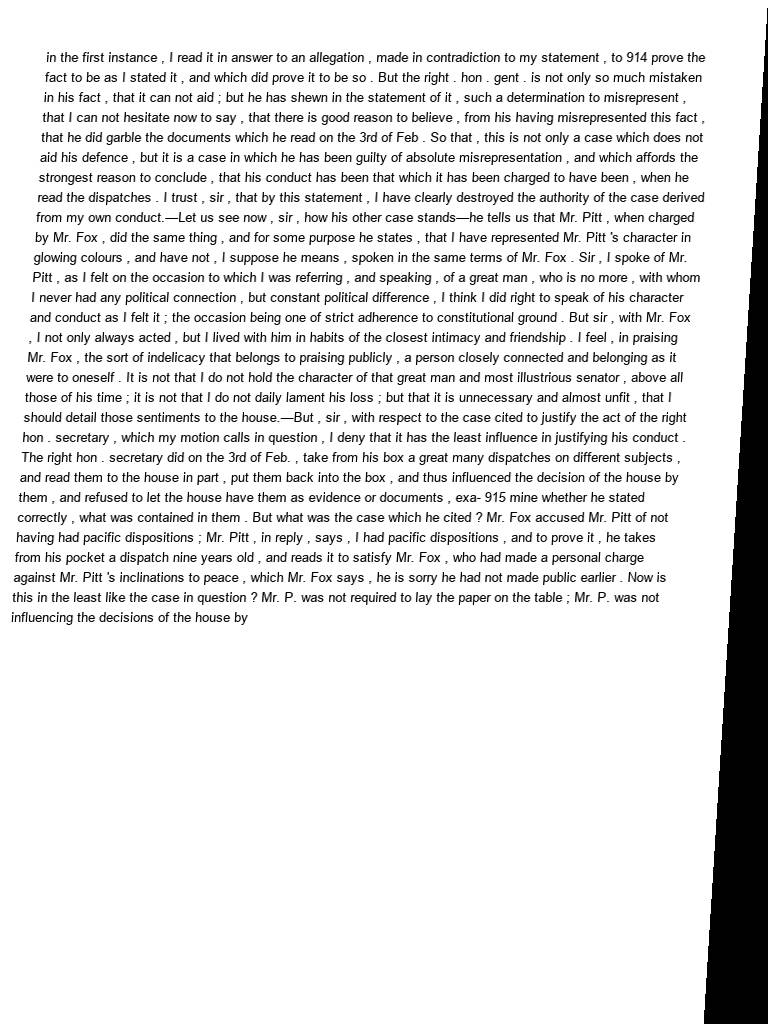 in the first instance , I read it in answer to an allegation , made in contradiction to my statement , to 914 prove the
fact to be as I stated it , and which did prove it to be so . But the right . hon . gent . is not only so much mistaken
in his fact , that it can not aid ; but he has shewn in the statement of it , such a determination to misrepresent ,
that I can not hesitate now to say , that there is good reason to believe , from his having misrepresented this fact ,
that he did garble the documents which he read on the 3rd of Feb . So that , this is not only a case which does not
aid his defence , but it is a case in which he has been guilty of absolute misrepresentation , and which affords the
strongest reason to conclude , that his conduct has been that which it has been charged to have been , when he
read the dispatches . I trust , sir , that by this statement , I have clearly destroyed the authority of the case derived
from my own conduct.—Let us see now , sir , how his other case stands—he tells us that Mr. Pitt , when charged
by Mr. Fox , did the same thing , and for some purpose he states , that I have represented Mr. Pitt 's character in
glowing colours , and have not , I suppose he means , spoken in the same terms of Mr. Fox . Sir , I spoke of Mr.
Pitt , as I felt on the occasion to which I was referring , and speaking , of a great man , who is no more , with whom
I never had any political connection , but constant political difference , I think I did right to speak of his character
and conduct as I felt it ; the occasion being one of strict adherence to constitutional ground . But sir , with Mr. Fox
, I not only always acted , but I lived with him in habits of the closest intimacy and friendship . I feel , in praising
Mr. Fox , the sort of indelicacy that belongs to praising publicly , a person closely connected and belonging as it
were to oneself . It is not that I do not hold the character of that great man and most illustrious senator , above all
those of his time ; it is not that I do not daily lament his loss ; but that it is unnecessary and almost unfit , that I
should detail those sentiments to the house.—But , sir , with respect to the case cited to justify the act of the right
hon . secretary , which my motion calls in question , I deny that it has the least influence in justifying his conduct .
The right hon . secretary did on the 3rd of Feb. , take from his box a great many dispatches on different subjects ,
and read them to the house in part , put them back into the box , and thus influenced the decision of the house by
them , and refused to let the house have them as evidence or documents , exa- 915 mine whether he stated
correctly , what was contained in them . But what was the case which he cited ? Mr. Fox accused Mr. Pitt of not
having had pacific dispositions ; Mr. Pitt , in reply , says , I had pacific dispositions , and to prove it , he takes
from his pocket a dispatch nine years old , and reads it to satisfy Mr. Fox , who had made a personal charge
against Mr. Pitt 's inclinations to peace , which Mr. Fox says , he is sorry he had not made public earlier . Now is
this in the least like the case in question ? Mr. P. was not required to lay the paper on the table ; Mr. P. was not
influencing the decisions of the house by